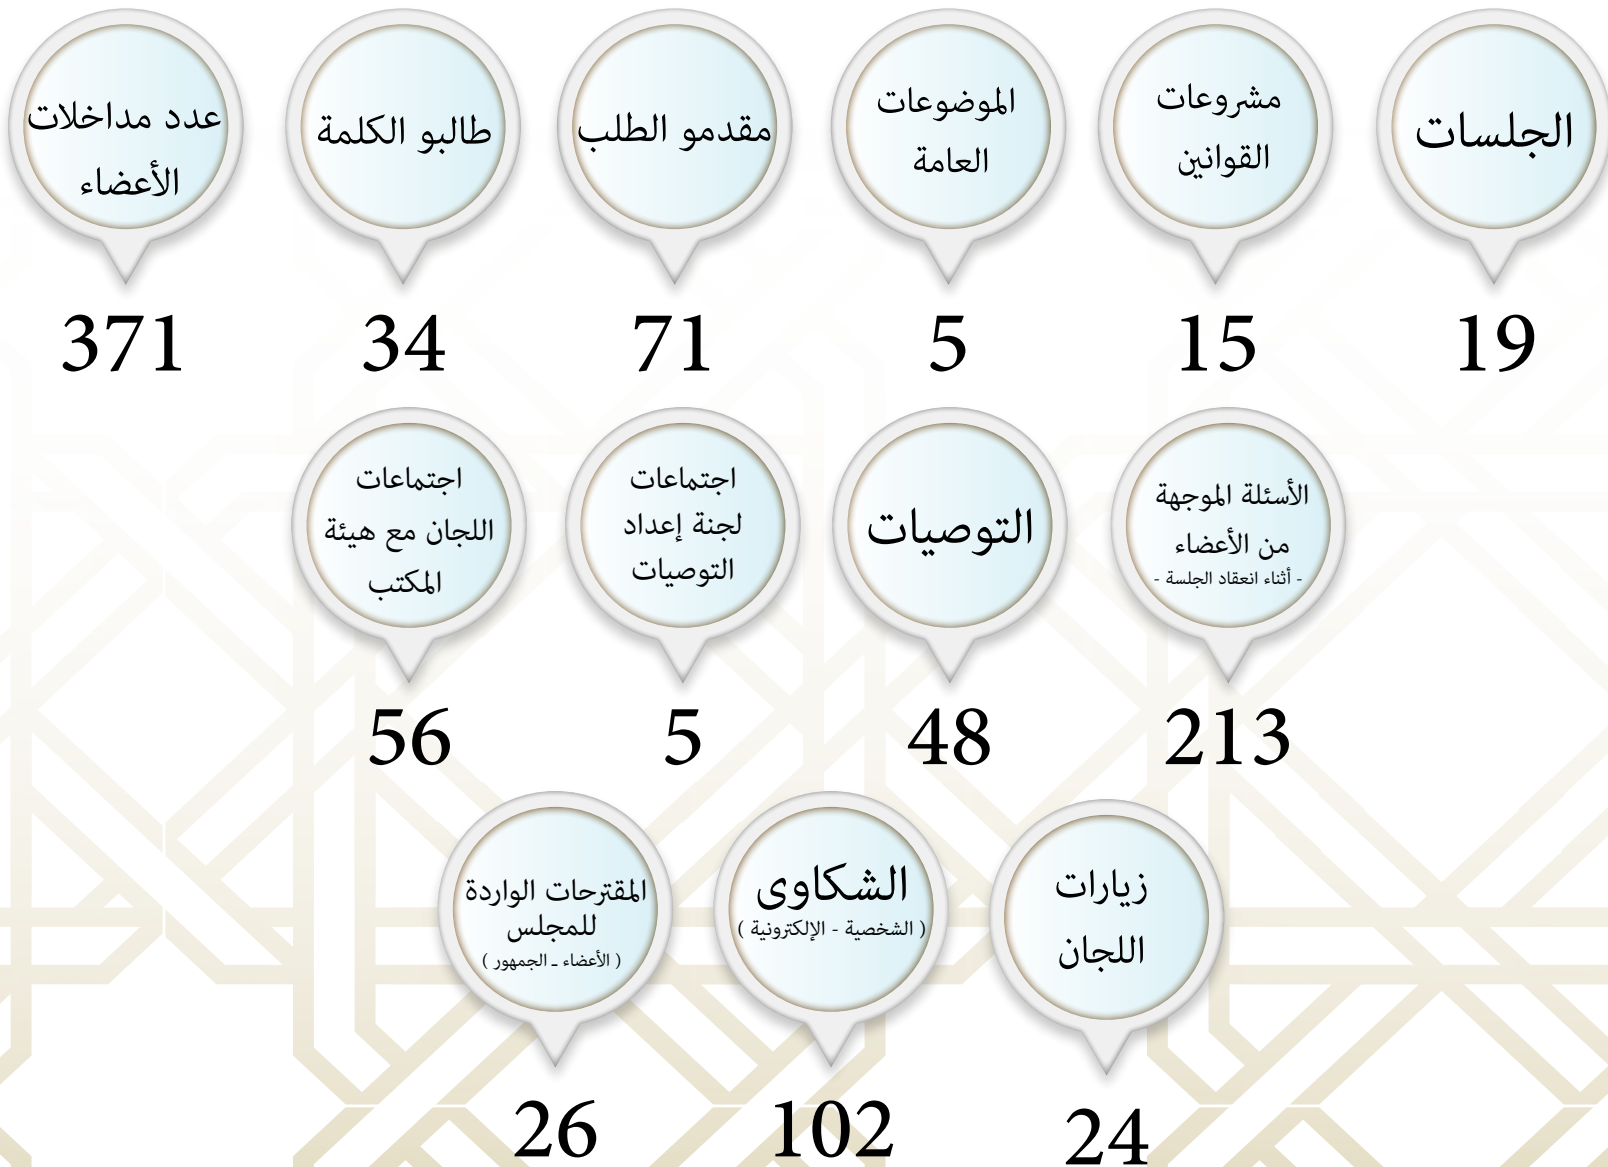 الجلسات
19
مشروعات
القوانين
15
الموضوعات
العامة
5
مقدمو الطلب
71
طالبو الكلمة
34
عدد مداخلات
الأعضاء
371
الأسئلة الموجهة
من الأعضاء
- أثناء انعقاد الجلسة -
213
التوصيات
48
اجتماعات
لجنة إعداد
التوصيات
5
اجتماعات
اللجان مع هيئة
المكتب
56
زيارات
اللجان
24
الشكاوى
( الشخصية - الإلكترونية )
102
المقترحات الواردة
للمجلس
( الأعضاء ـ الجمهور )
26